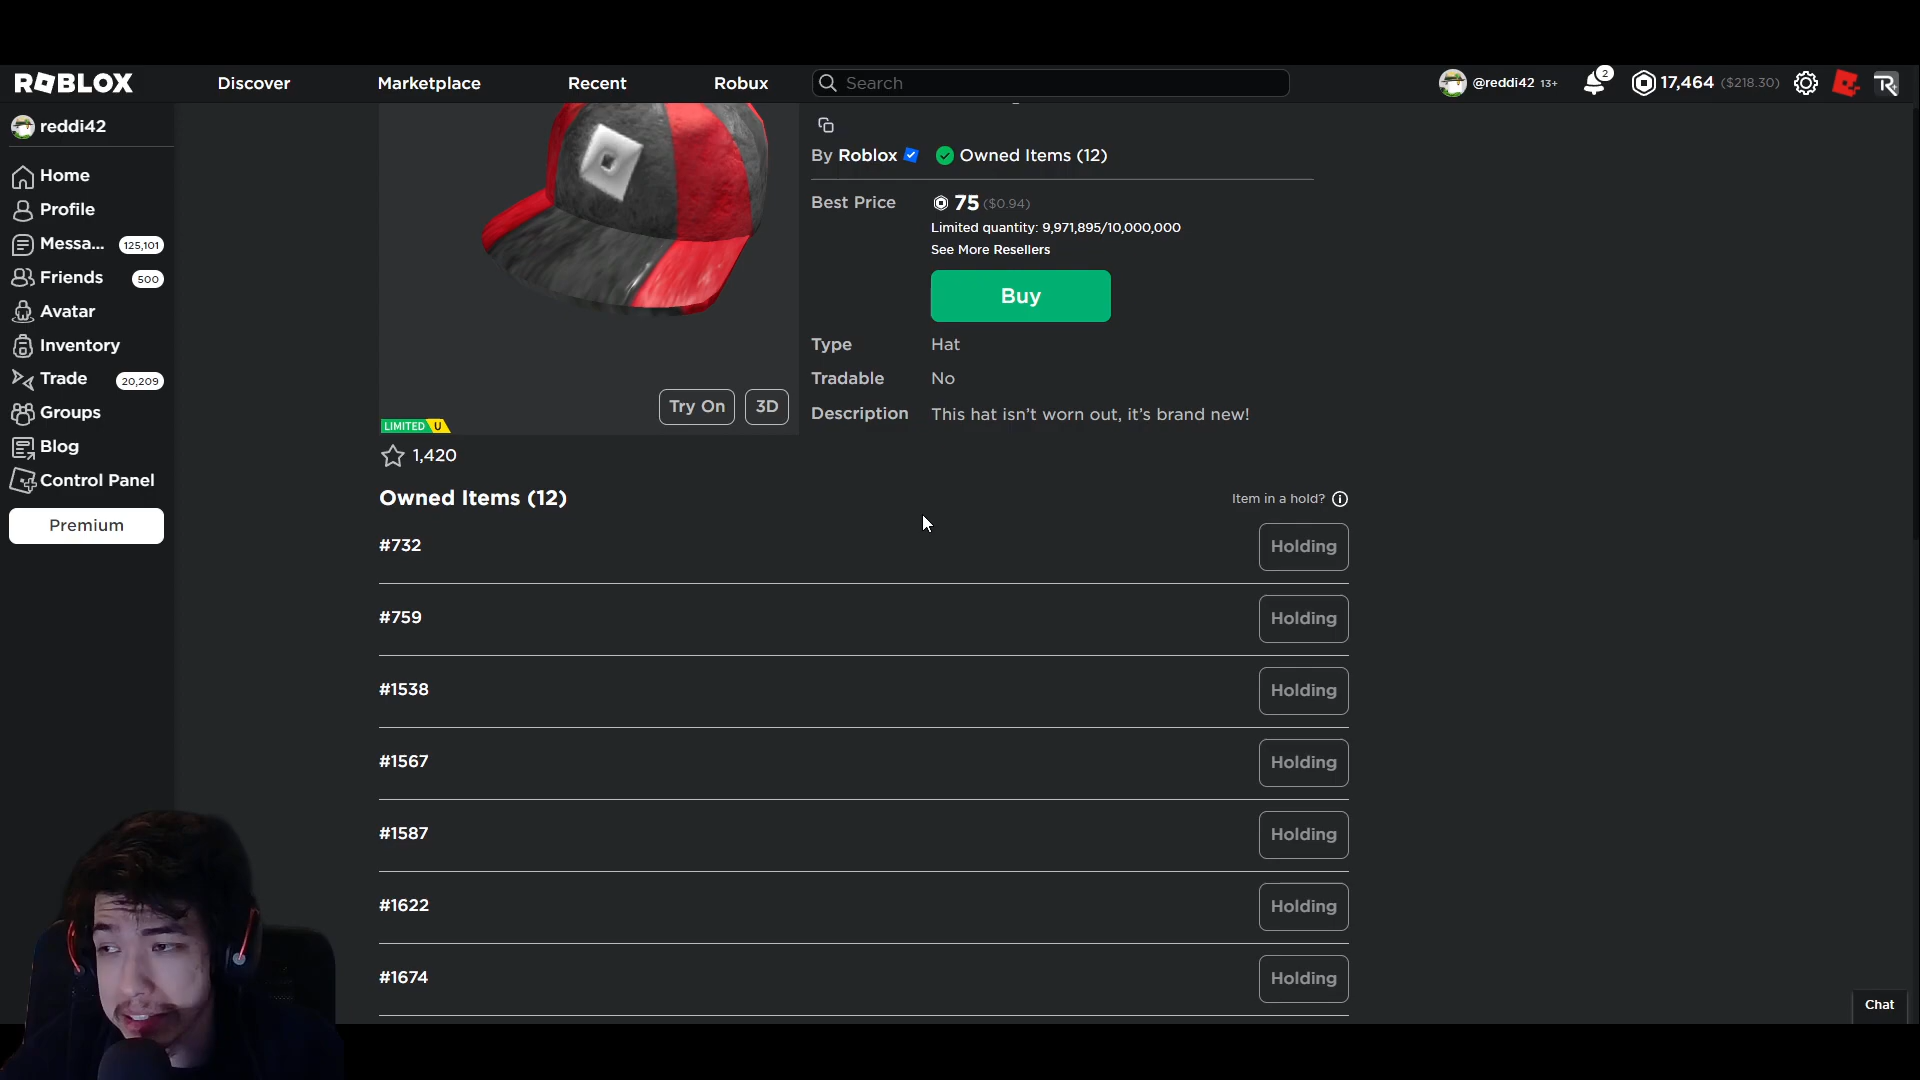 ROBLOX
Discover
Marketplace
Recent
Robux
Search
@reddi42 13+
2
17,464 ($218.30)
reddi42
Home
Profile
Messa... 125,101
Friends 500
Avatar
Inventory
Trade 20,209
Groups
Blog
Control Panel
Premium
By Roblox
Owned Items (12)
Best Price 75 ($0.94)
Limited quantity: 9,971,895/10,000,000
See More Resellers
Buy
Type Hat
Tradable No
Description This hat isn't worn out, it's brand new!
Try On
3D
LIMITED U
1,420
Owned Items (12)
Item in a hold?
#732 Holding
#759 Holding
#1538 Holding
#1567 Holding
#1587 Holding
#1622 Holding
#1674 Holding
Chat